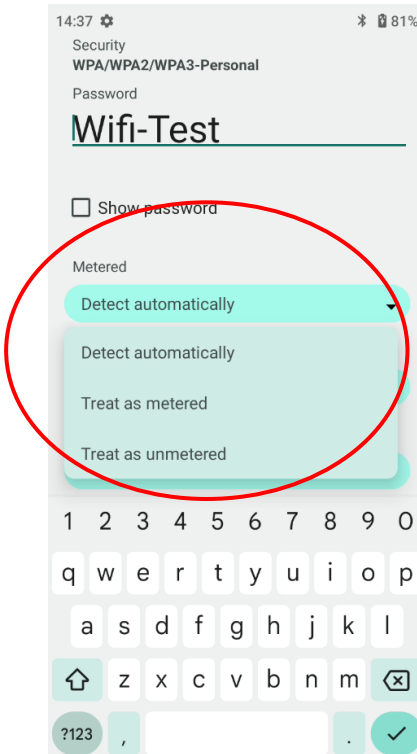 14:37 81%
Security
WPA/WPA2/WPA3-Personal
Password
Wifi-Test
Show password
Metered
Detect automatically
Detect automatically
Treat as metered
Treat as unmetered
1 2 3 4 5 6 7 8 9 0
q w e r t y u i o p
a s d f g h j k l
z x c v b n m
?123 , .